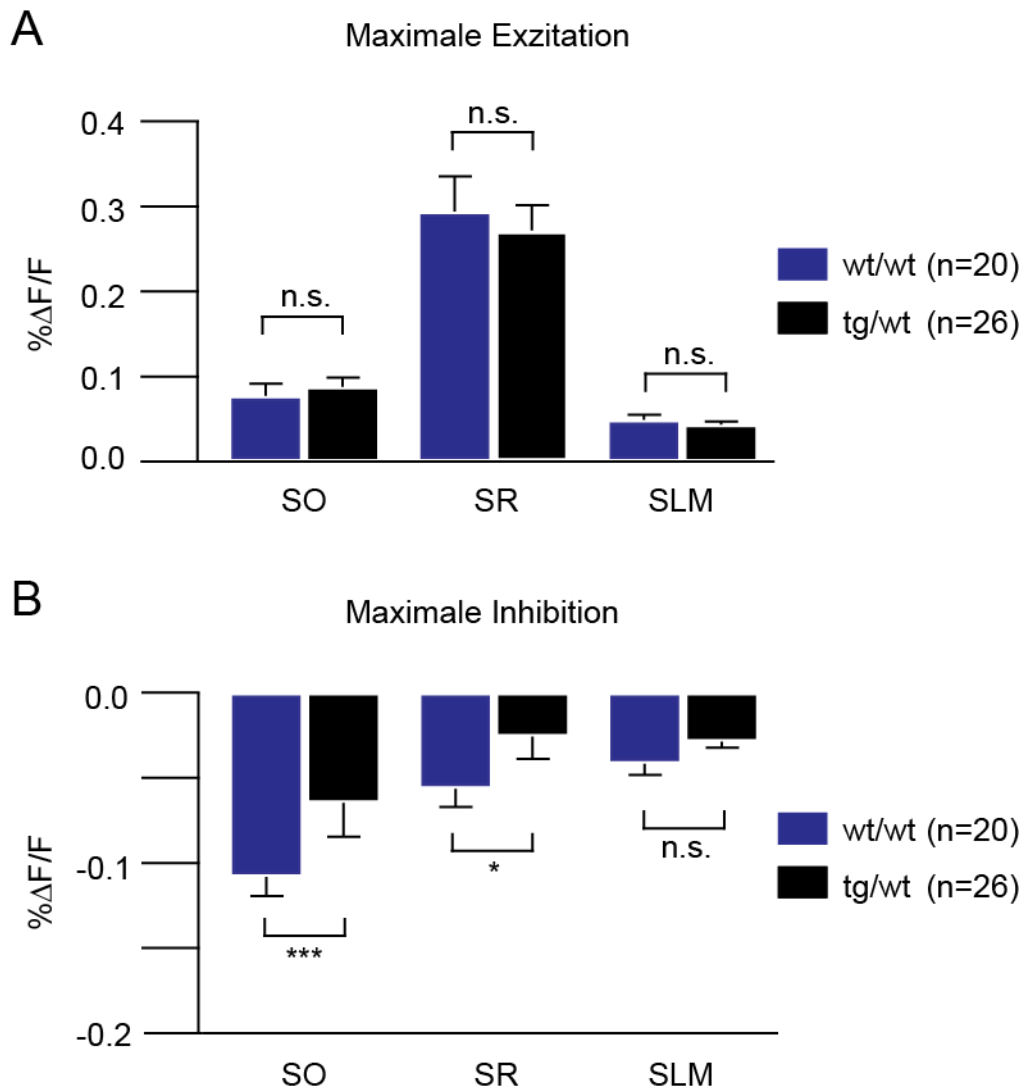 A
Maximale Exzitation
%ΔF/F
0.4
0.3
0.2
0.1
0.0
n.s.
n.s.
n.s.
SO SR SLM
wt/wt (n=20)
tg/wt (n=26)
B
Maximale Inhibition
%ΔF/F
0.0
-0.1
-0.2
***
*
n.s.
SO SR SLM
wt/wt (n=20)
tg/wt (n=26)